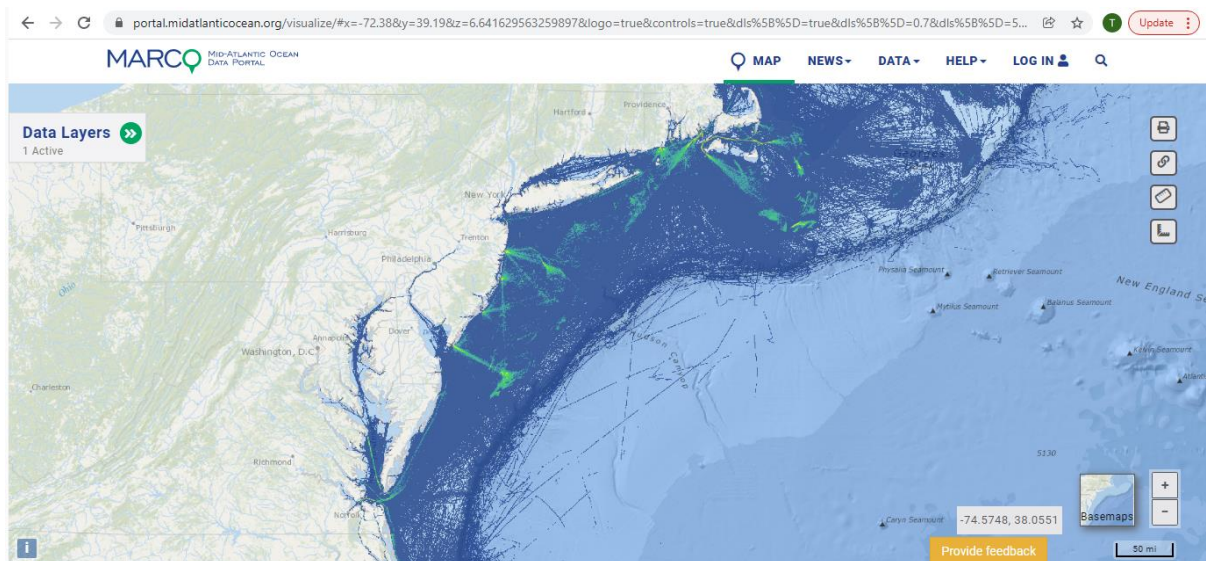 portal.midatlanticocean.org/visualize/#x=-72.38&y=39.19&z=6.641629563259897&logo=true&controls=true&dls%5B%5D=true&dls%5B%5D=0.7&dls%5B%5D=5...
T
Update
MARCO
MID-ATLANTIC OCEAN
DATA PORTAL
MAP NEWS DATA HELP LOG IN
Data Layers
1 Active
Hartford
Providence
New York
Pittsburgh
Harrisburg
Trenton
Philadelphia
Ohio
Physalia Seamount
Retriever Seamount
New England Se
Mytilus Seamount
Balanus Seamount
Dover
Annapolis
Washington, D.C.
Hudson Canyon
Kelvin Seamount
Atlanti
Charleston
Richmond
5130
Norfolk
Caryn Seamount
-74.5748, 38.0551
Basemaps
+
-
i
Provide feedback
50 mi